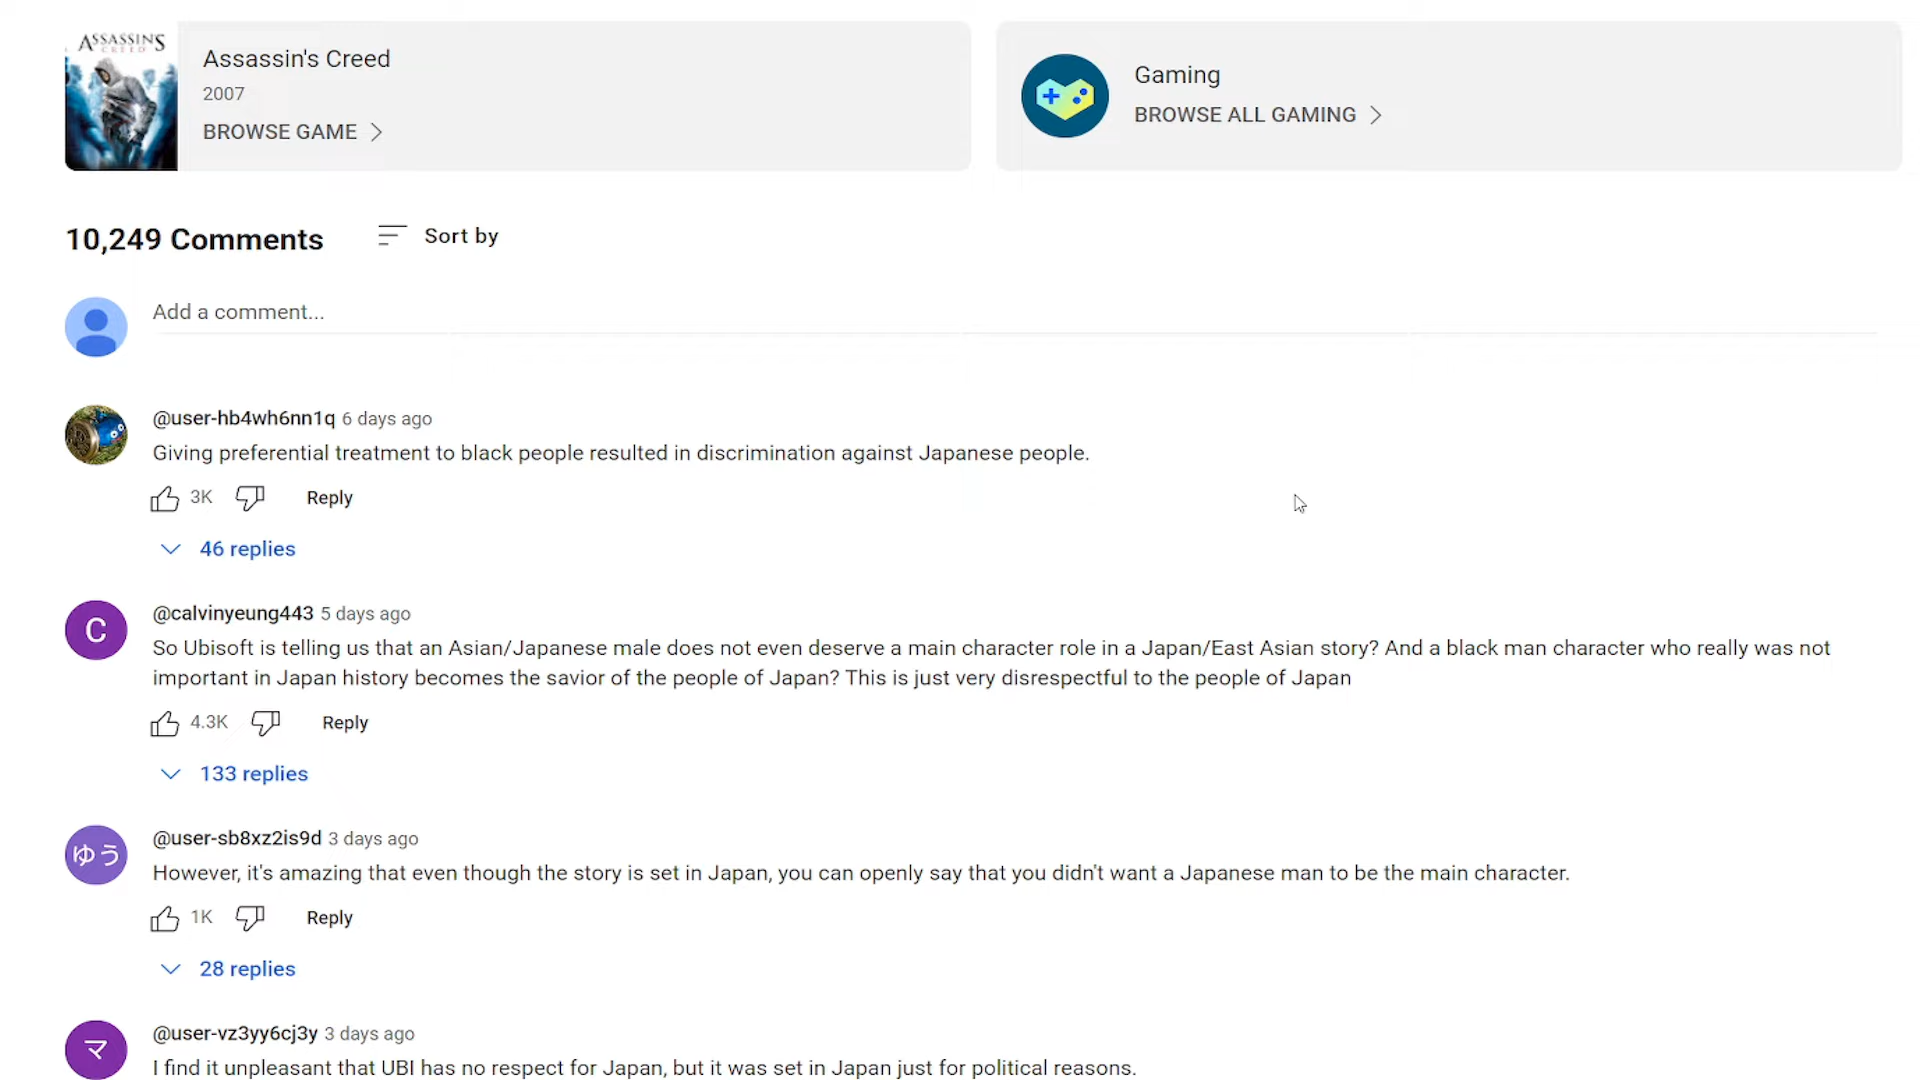 ASSASSINS
CREED
Assassin's Creed
2007
BROWSE GAME
Gaming
BROWSE ALL GAMING
10,249 Comments
Sort by
Add a comment...
@user-hb4wh6nn1q 6 days ago
Giving preferential treatment to black people resulted in discrimination against Japanese people.
3K
Reply
46 replies
C
@calvinyeung443 5 days ago
So Ubisoft is telling us that an Asian/Japanese male does not even deserve a main character role in a Japan/East Asian story? And a black man character who really was not
important in Japan history becomes the savior of the people of Japan? This is just very disrespectful to the people of Japan
4.3K
Reply
133 replies
ゆう
@user-sb8xz2is9d 3 days ago
However, it's amazing that even though the story is set in Japan, you can openly say that you didn't want a Japanese man to be the main character.
1K
Reply
28 replies
マ
@user-vz3yy6cj3y 3 days ago
I find it unpleasant that UBI has no respect for Japan, but it was set in Japan just for political reasons.